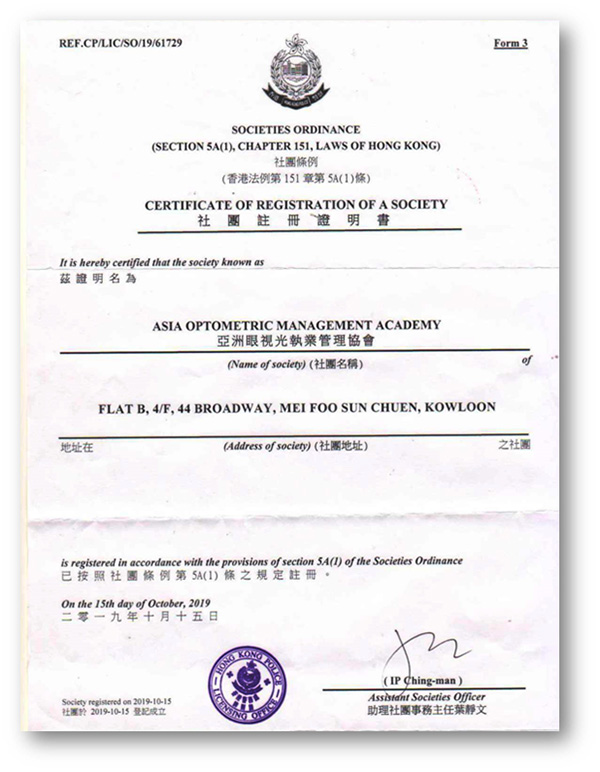 REF.CP/LIC/SO/19/61729
Form 3
SOCIETIES ORDINANCE
(SECTION 5A(1), CHAPTER 151, LAWS OF HONG KONG)
社團條例
(香港法例第 151 章第 5A(1)條)
CERTIFICATE OF REGISTRATION OF A SOCIETY
社 團 註 冊 證 明 書
It is hereby certified that the society known as
茲 證 明 名 為
ASIA OPTOMETRIC MANAGEMENT ACADEMY
亞洲眼視光執業管理協會
(Name of society) (社團名稱)
of
FLAT B, 4/F, 44 BROADWAY, MEI FOO SUN CHUEN, KOWLOON
地址在
(Address of society) (社團地址)
之社團
is registered in accordance with the provisions of section 5A(1) of the Societies Ordinance
已 按 照 社 團 條 例 第 5A(1) 條 之 規 定 註 冊 。
On the 15th day of October, 2019
二 零 一 九 年 十 月 十 五 日
HONG KONG POLICE
LICENSING OFFICE
( IP Ching-man )
Assistant Societies Officer
助理社團事務主任葉靜文
Society registered on 2019-10-15
社團於 2019-10-15 登記成立